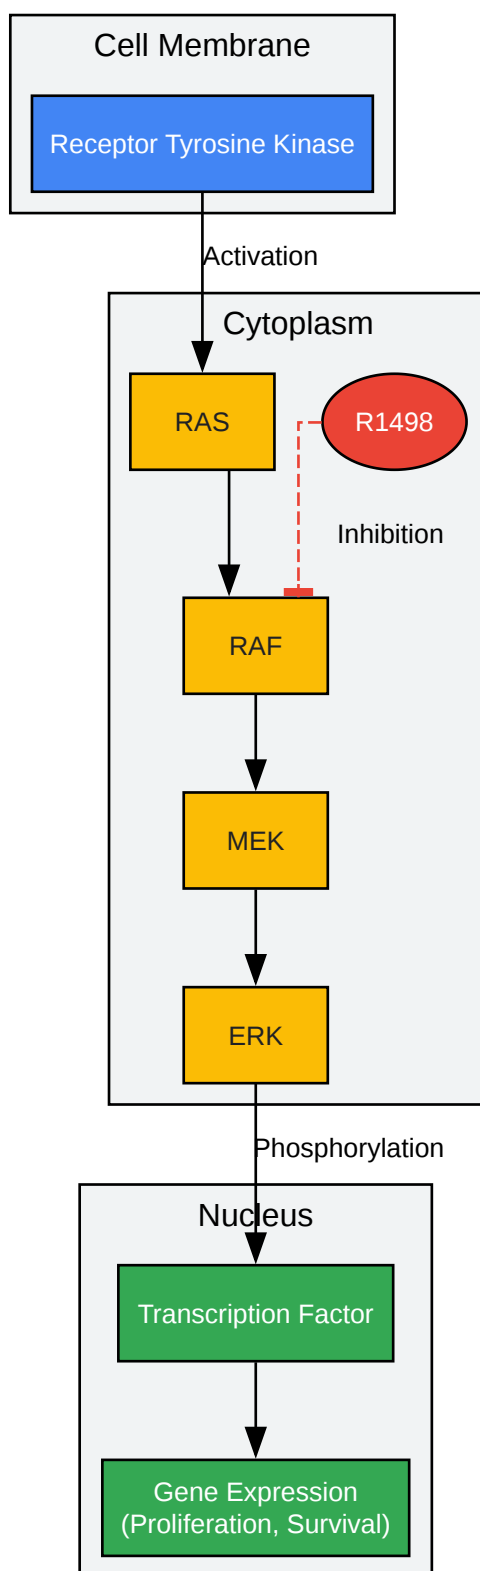 Cell Membrane
Receptor Tyrosine Kinase
Activation
Cytoplasm
RAS
R1498
Inhibition
RAF
MEK
ERK
Phosphorylation
Nucleus
Transcription Factor
Gene Expression
(Proliferation, Survival)